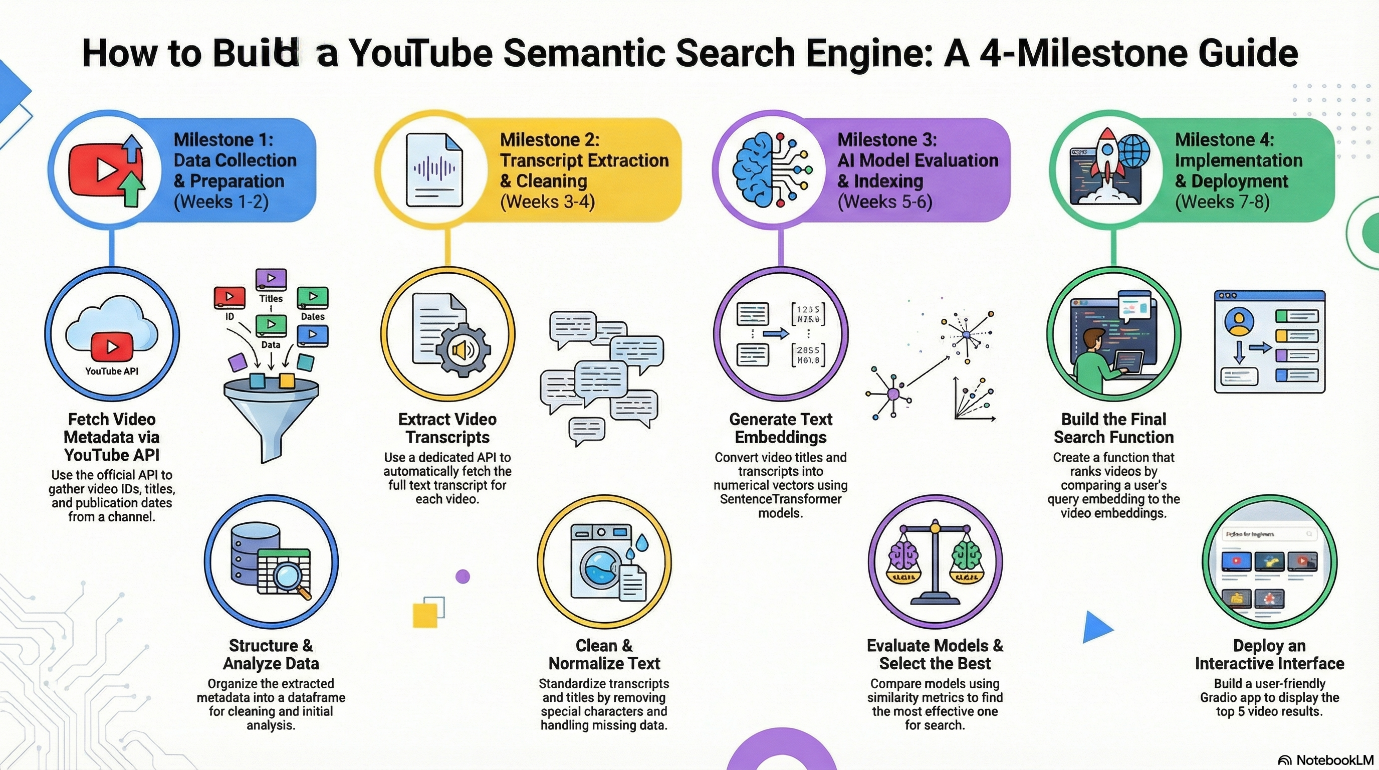 How to Build a YouTube Semantic Search Engine: A 4-Milestone Guide
Milestone 1:
Data Collection
& Preparation
(Weeks 1-2)
Milestone 2:
Transcript Extraction
& Cleaning
(Weeks 3-4)
Milestone 3:
AI Model Evaluation
& Indexing
(Weeks 5-6)
Milestone 4:
Implementation
& Deployment
(Weeks 7-8)
YouTube API
ID
Titles
Dates
Data
Fetch Video
Metadata via
YouTube API
Use the official API to
gather video IDs, titles,
and publication dates
from a channel.
Structure &
Analyze Data
Organize the extracted
metadata into a dataframe
for cleaning and initial
analysis.
Extract Video
Transcripts
Use a dedicated API to
automatically fetch the
full text transcript for
each video.
Clean &
Normalize Text
Standardize transcripts
and titles by removing
special characters and
handling missing data.
Generate Text
Embeddings
Convert video titles and
transcripts into
numerical vectors using
SentenceTransformer
models.
Evaluate Models &
Select the Best
Compare models using
similarity metrics to find
the most effective one
for search.
Build the Final
Search Function
Create a function that
ranks videos by
comparing a user's
query embedding to the
video embeddings.
for beginners
Deploy an
Interactive Interface
Build a user-friendly
Gradio app to display the
top 5 video results.
NotebookLM